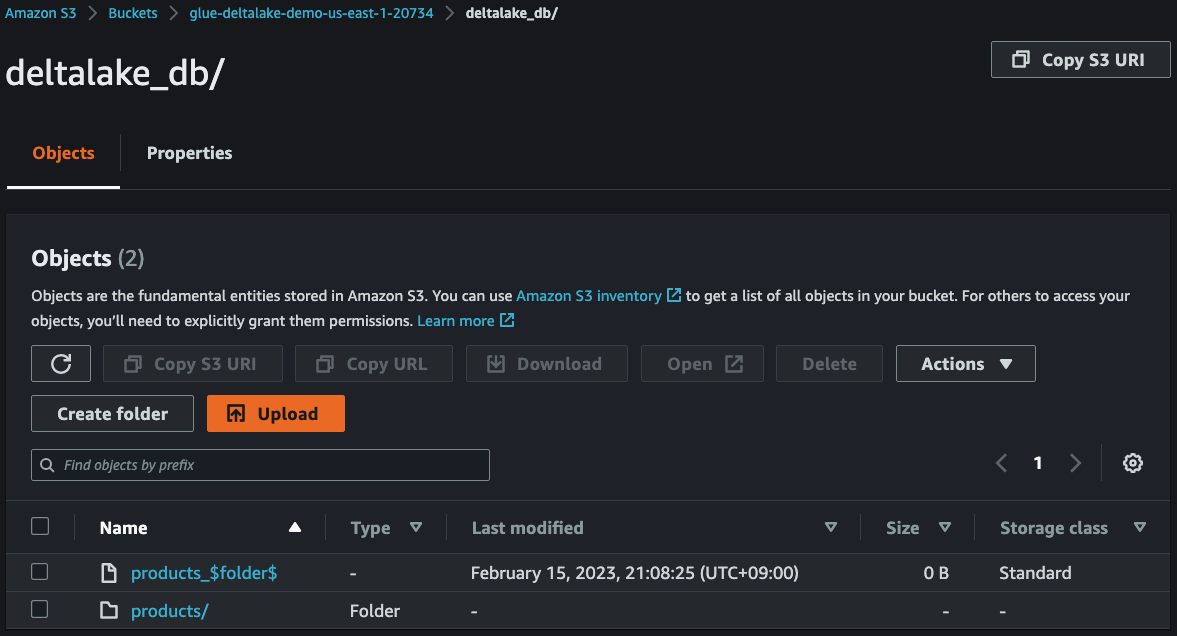 Amazon S3 > Buckets > glue-deltalake-demo-us-east-1-20734 > deltalake_db/
deltalake_db/
Copy S3 URI
Objects
Properties
Objects (2)
Objects are the fundamental entities stored in Amazon S3. You can use Amazon S3 inventory to get a list of all objects in your bucket. For others to access your
objects, you’ll need to explicitly grant them permissions. Learn more
Copy S3 URI Copy URL Download Open Delete Actions
Create folder Upload
Find objects by prefix
1
Name Type Last modified Size Storage class
products_$folder$ - February 15, 2023, 21:08:25 (UTC+09:00) 0 B Standard
products/ Folder - - -